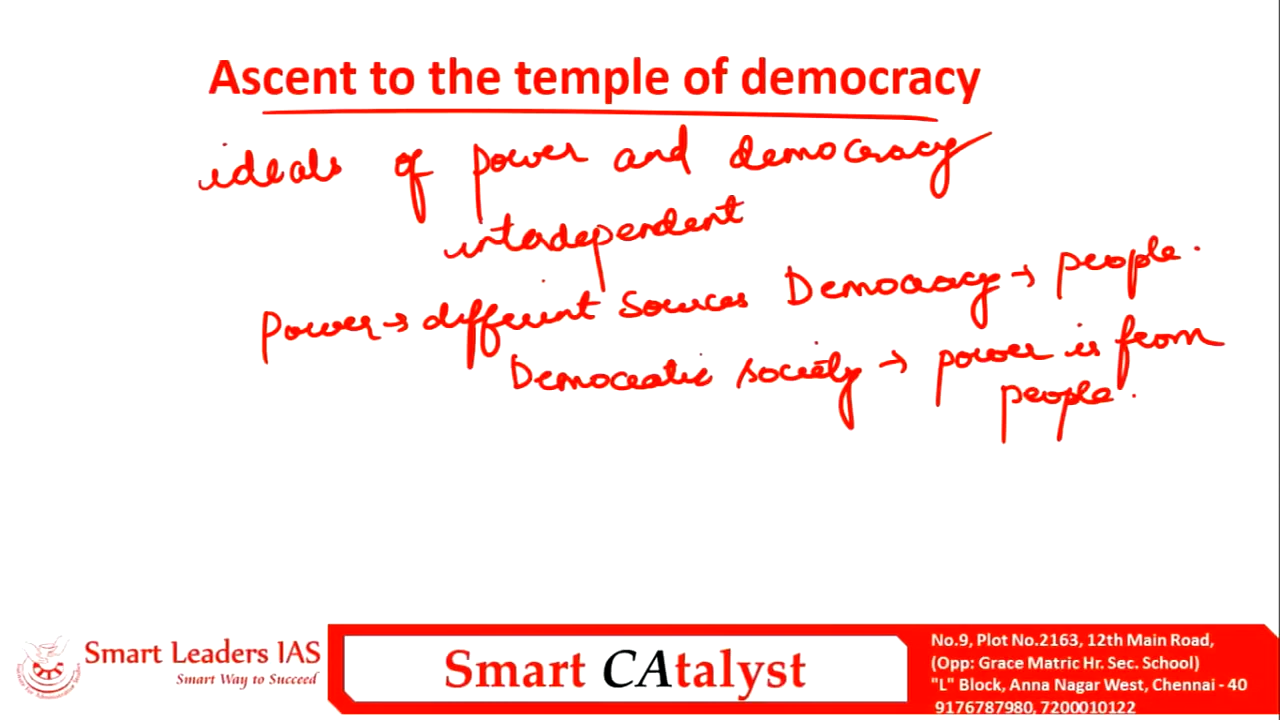 Ascent to the temple of democracy
ideals of power and democracy
interdependent
Power → different sources Democracy → people.
Democratic society → power is from
people.
Smart Leaders IAS
Smart Way to Succeed
Smart CAtalyst
No.9, Plot No.2163, 12th Main Road,
(Opp: Grace Matric Hr. Sec. School)
"L" Block, Anna Nagar West, Chennai - 40
9176787980, 7200010122